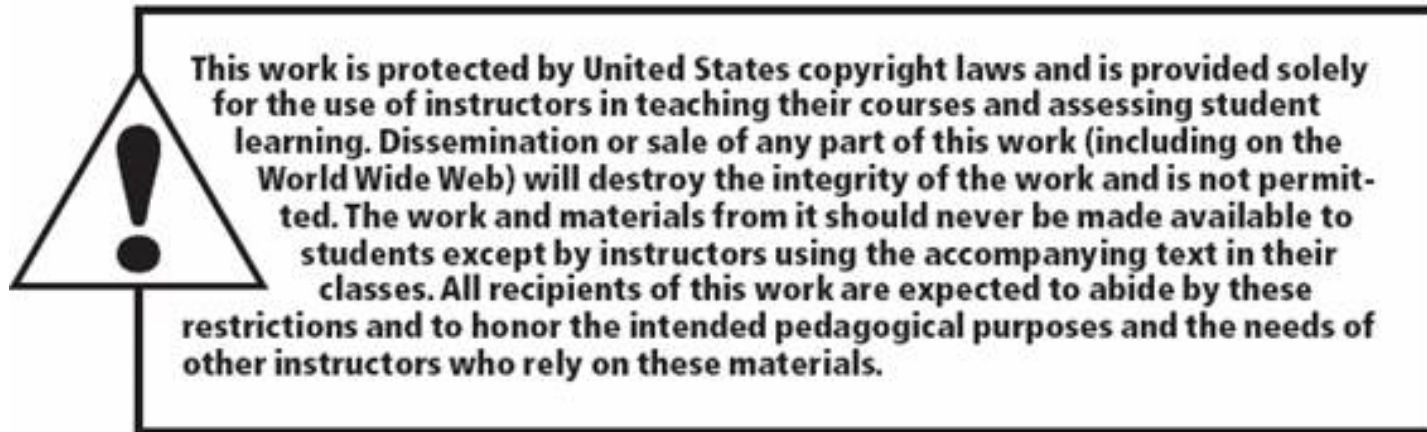 This work is protected by United States copyright laws and is provided solely
for the use of instructors in teaching their courses and assessing student
learning. Dissemination or sale of any part of this work (including on the
World Wide Web) will destroy the integrity of the work and is not permit-
ted. The work and materials from it should never be made available to
students except by instructors using the accompanying text in their
classes. All recipients of this work are expected to abide by these
restrictions and to honor the intended pedagogical purposes and the needs of
other instructors who rely on these materials.